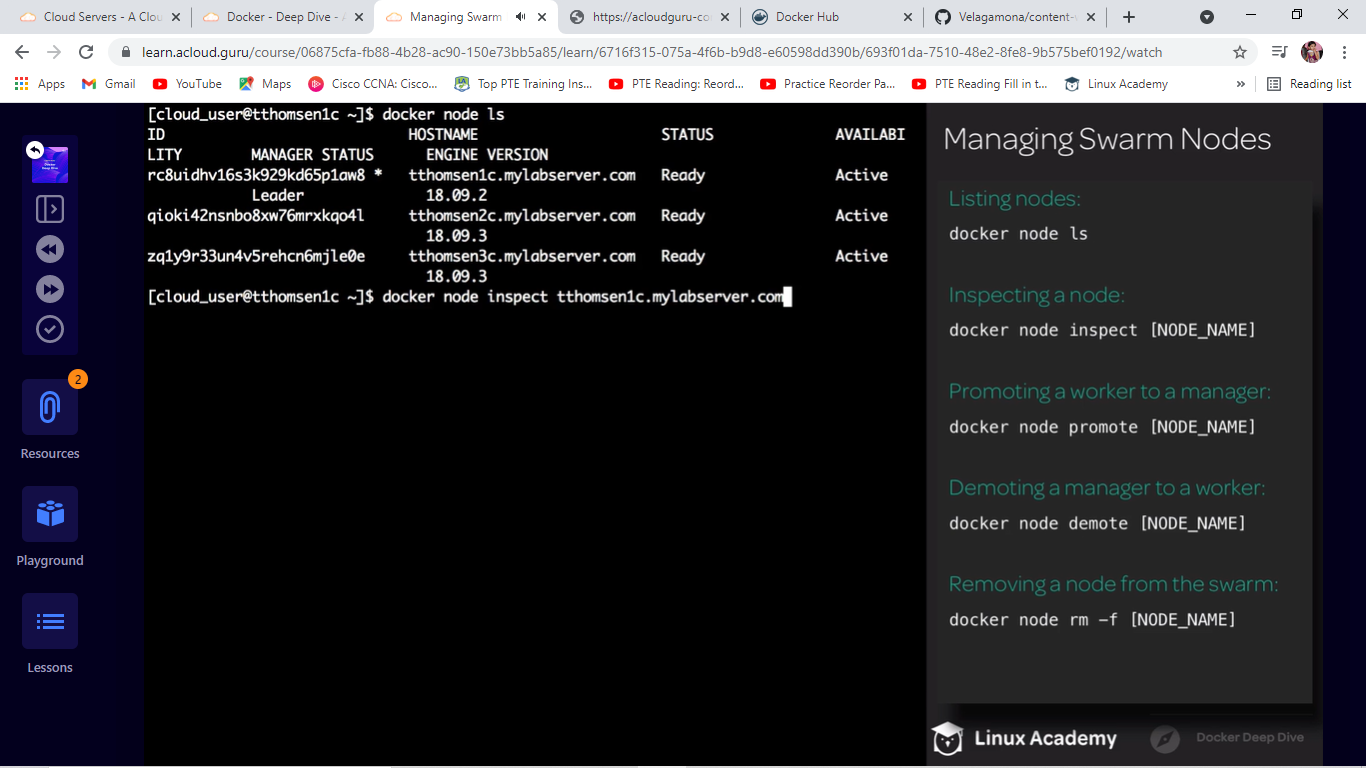 Cloud Servers - A Clou
Docker - Deep Dive - A
Managing Swarm
https://acloudguru-co
Docker Hub
Velagamona/content-
learn.acloud.guru/course/06875cfa-fb88-4b28-ac90-150e73bb5a85/learn/6716f315-075a-4f6b-b9d8-e60598dd390b/693f01da-7510-48e2-8fe8-9b575bef0192/watch
Apps
Gmail
YouTube
Maps
Cisco CCNA: Cisco...
Top PTE Training Ins...
PTE Reading: Reord...
Practice Reorder Pa...
PTE Reading Fill in t...
Linux Academy
»
Reading list
Docker
Deep Dive
2
Resources
Playground
Lessons
[cloud_user@tthomsen1c ~]$ docker node ls
ID HOSTNAME STATUS AVAILABI
LITY MANAGER STATUS ENGINE VERSION
rc8uidhv16s3k929kd65p1aw8 * tthomsen1c.mylabserver.com Ready Active
Leader 18.09.2
qioki42nsnbo8xw76mrxkqo4l tthomsen2c.mylabserver.com Ready Active
18.09.3
zq1y9r33un4v5rehcn6mjle0e tthomsen3c.mylabserver.com Ready Active
18.09.3
[cloud_user@tthomsen1c ~]$ docker node inspect tthomsen1c.mylabserver.com
Managing Swarm Nodes
Listing nodes:
docker node ls
Inspecting a node:
docker node inspect [NODE_NAME]
Promoting a worker to a manager:
docker node promote [NODE_NAME]
Demoting a manager to a worker:
docker node demote [NODE_NAME]
Removing a node from the swarm:
docker node rm -f [NODE_NAME]
Linux Academy
Docker Deep Dive